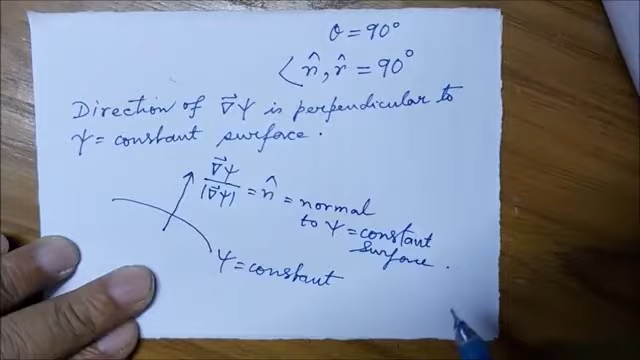 θ = 90°
∠ n̂, r̂ = 90°
Direction of ∇⃗ψ is perpendicular to
ψ = constant surface.
∇⃗ψ / |∇⃗ψ| = n̂ = normal
to ψ = constant
surface.
ψ = constant